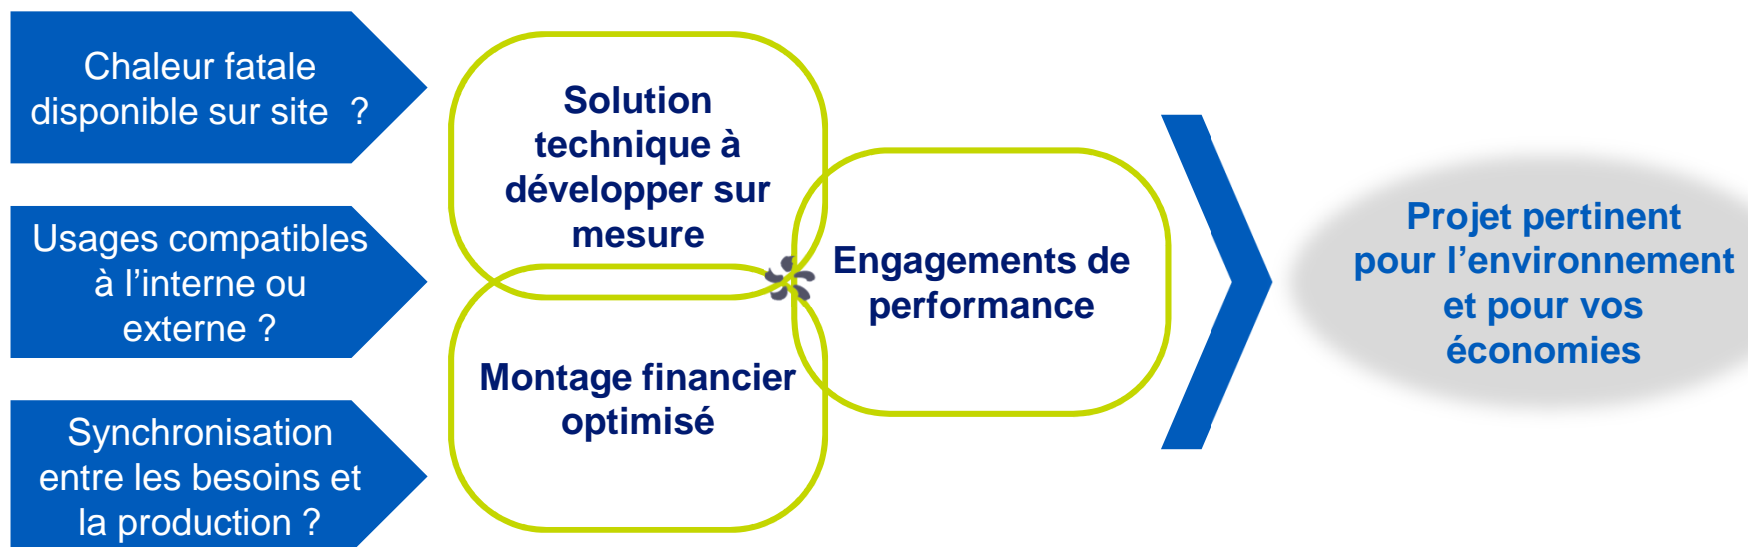 Chaleur fatale
disponible sur site  ?
Usages compatibles
à l’interne ou
externe ?
Synchronisation
entre les besoins et
la production ?
Solution
technique à
développer sur
mesure
Montage financier
optimisé
Engagements de
performance
Projet pertinent
pour l’environnement
et pour vos
économies